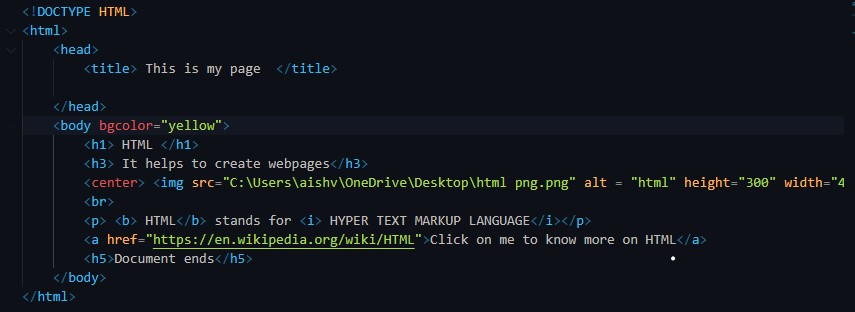 <!DOCTYPE HTML>
<html>
<head>
<title> This is my page  </title>
</head>
<body bgcolor="yellow">
<h1> HTML </h1>
<h3> It helps to create webpages</h3>
<center> <img src="C:\Users\aishv\OneDrive\Desktop\html png.png" alt = "html" height="300" width="4
<br>
<p> <b> HTML</b> stands for <i> HYPER TEXT MARKUP LANGUAGE</i></p>
<a href="https://en.wikipedia.org/wiki/HTML">Click on me to know more on HTML</a>
<h5>Document ends</h5>
</body>
</html>